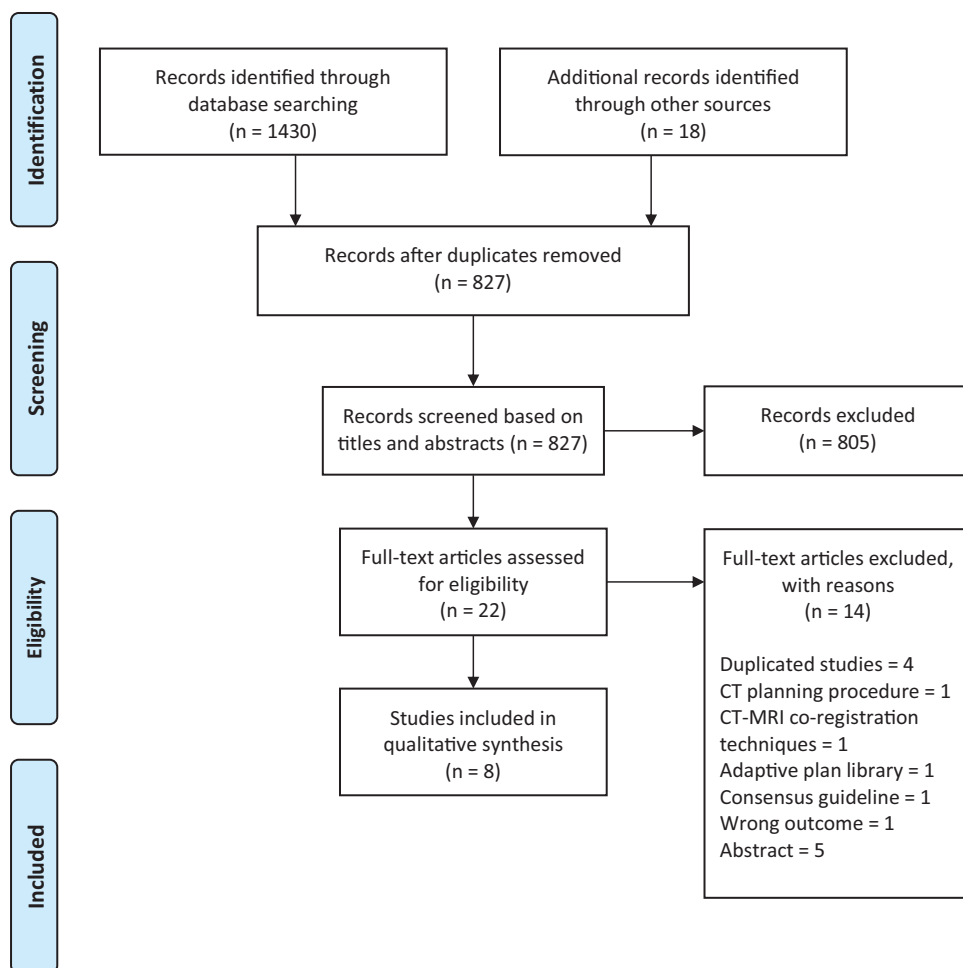 Identification
Records identified through
database searching
(n = 1430)
Additional records identified
through other sources
(n = 18)
Screening
Records after duplicates removed
(n = 827)
Records screened based on
titles and abstracts (n = 827)
Records excluded
(n = 805)
Eligibility
Full-text articles assessed
for eligibility
(n = 22)
Full-text articles excluded,
with reasons
(n = 14)
Duplicated studies = 4
CT planning procedure = 1
CT-MRI co-registration
techniques = 1
Adaptive plan library = 1
Consensus guideline = 1
Wrong outcome = 1
Abstract = 5
Included
Studies included in
qualitative synthesis
(n = 8)